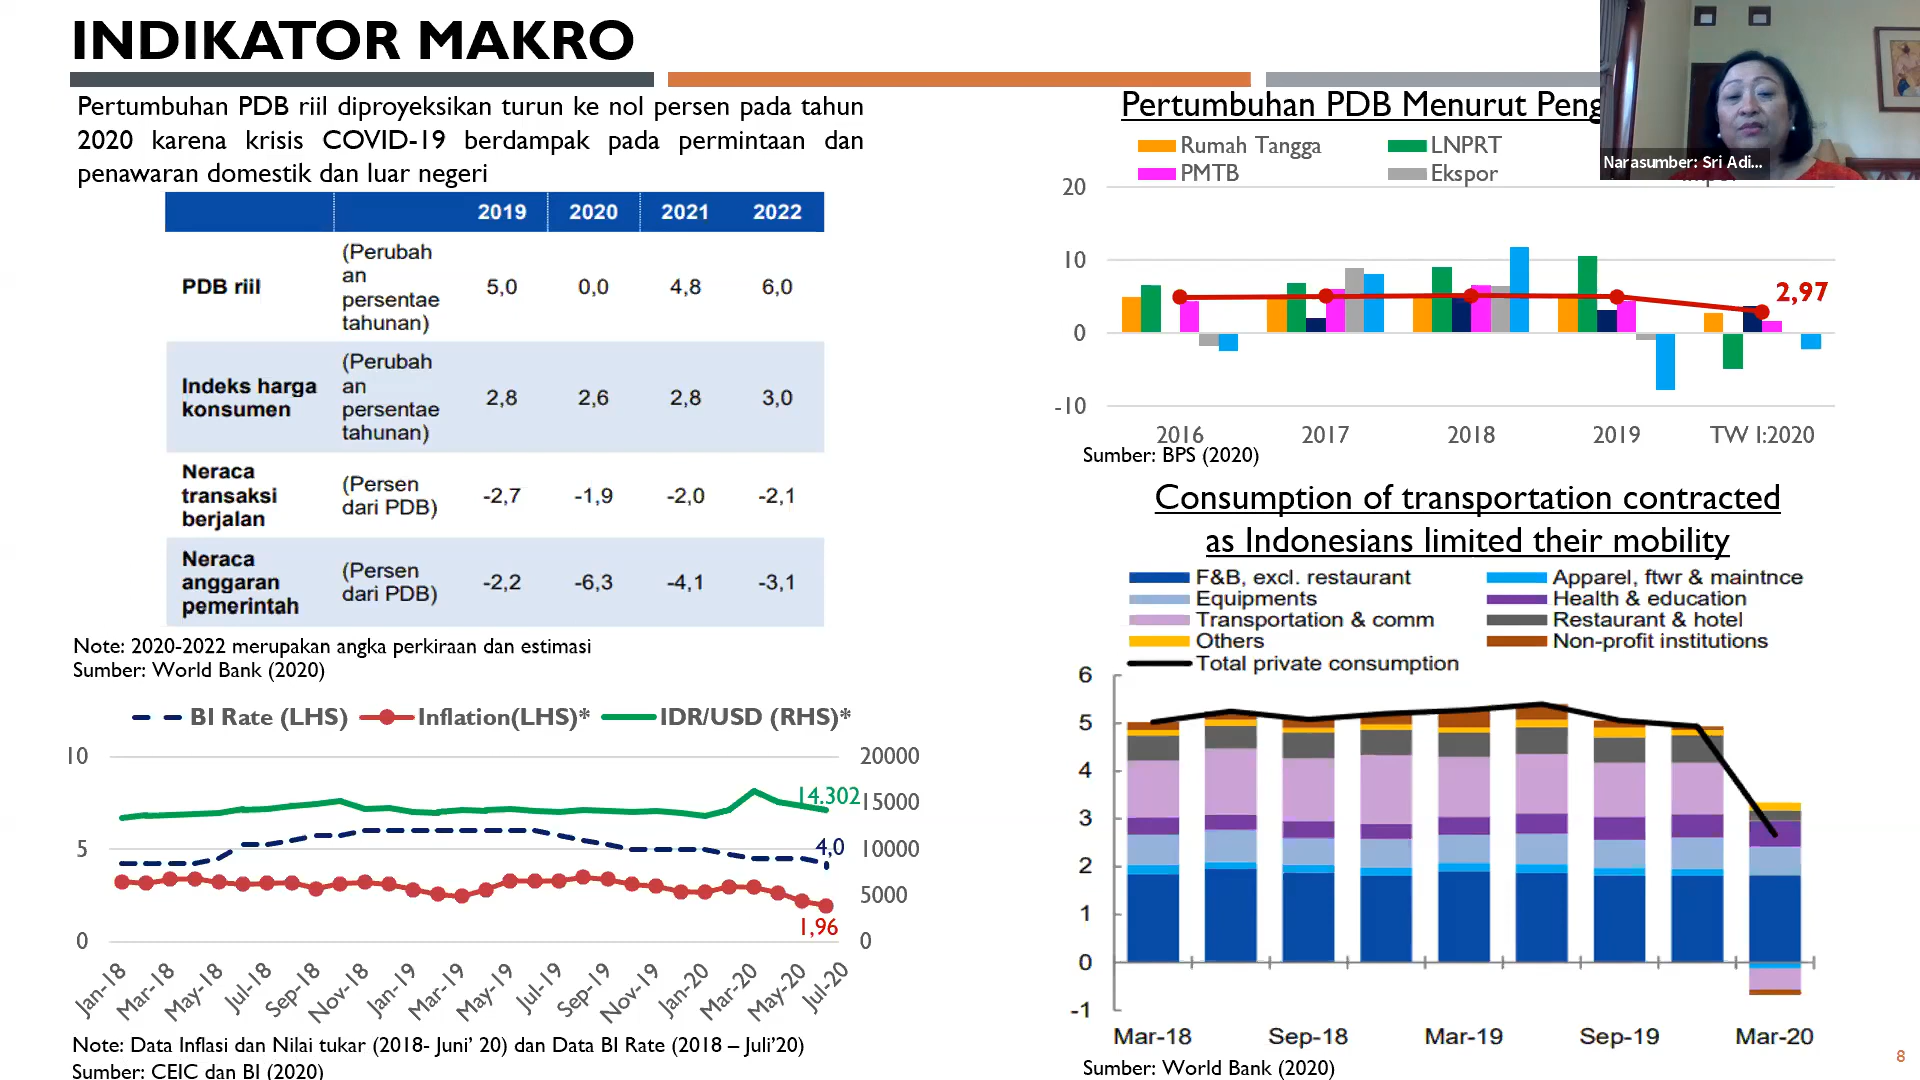 INDIKATOR MAKRO
Pertumbuhan PDB riil diproyeksikan turun ke nol persen pada tahun
2020 karena krisis COVID-19 berdampak pada permintaan dan
penawaran domestik dan luar negeri
2019 2020 2021 2022
PDB riil (Perubah
an
persentae
tahunan) 5,0 0,0 4,8 6,0
Indeks harga
konsumen (Perubah
an
persentae
tahunan) 2,8 2,6 2,8 3,0
Neraca
transaksi
berjalan (Persen
dari PDB) -2,7 -1,9 -2,0 -2,1
Neraca
anggaran
pemerintah (Persen
dari PDB) -2,2 -6,3 -4,1 -3,1
Note: 2020-2022 merupakan angka perkiraan dan estimasi
Sumber: World Bank (2020)
BI Rate (LHS) Inflation(LHS)* IDR/USD (RHS)*
10 20000
14.302 15000
5 4,0 10000
5000
1,96
0 0
Jan-18 Mar-18 May-18 Jul-18 Sep-18 Nov-18 Jan-19 Mar-19 May-19 Jul-19 Sep-19 Nov-19 Jan-20 Mar-20 May-20 Jul-20
Note: Data Inflasi dan Nilai tukar (2018- Juni' 20) dan Data BI Rate (2018 – Juli'20)
Sumber: CEIC dan BI (2020)
Pertumbuhan PDB Menurut Peng
Rumah Tangga LNPRT
PMTB Ekspor
Narasumber: Sri Adi...
20
10
2,97
0
-10
2016 2017 2018 2019 TW I:2020
Sumber: BPS (2020)
Consumption of transportation contracted
as Indonesians limited their mobility
F&B, excl. restaurant Apparel, ftwr & maintnce
Equipments Health & education
Transportation & comm Restaurant & hotel
Others Non-profit institutions
Total private consumption
6
5
4
3
2
1
0
-1
Mar-18 Sep-18 Mar-19 Sep-19 Mar-20
Sumber: World Bank (2020)
8